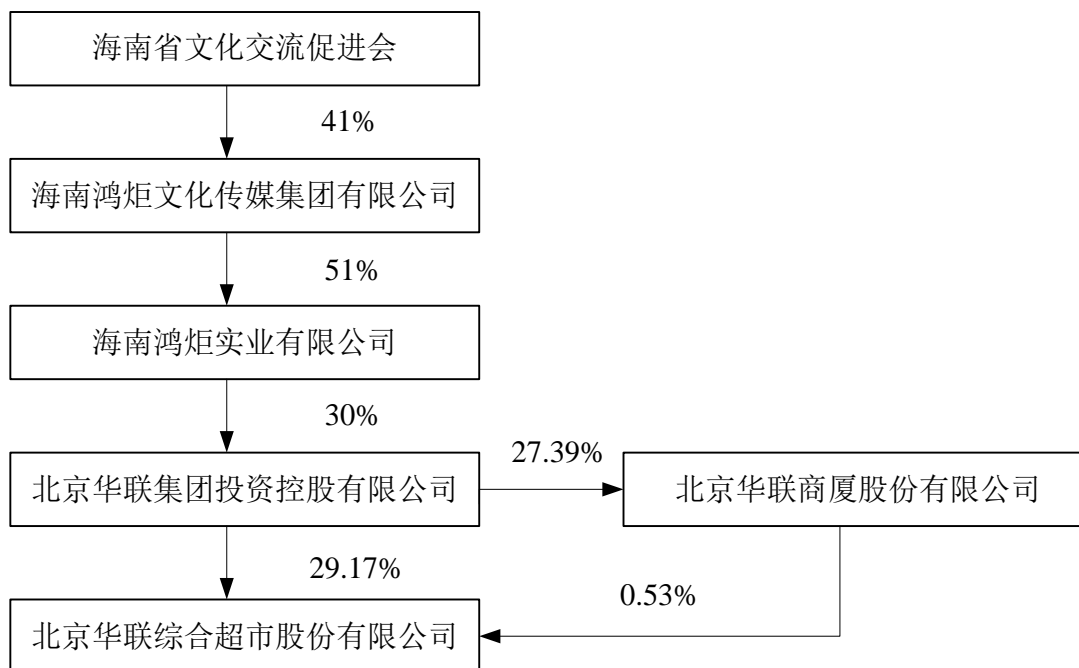 海南省文化交流促进会
41%
海南鸿炬文化传媒集团有限公司
51%
海南鸿炬实业有限公司
30%
27.39%
北京华联集团投资控股有限公司
北京华联商厦股份有限公司
29.17%
0.53%
北京华联综合超市股份有限公司